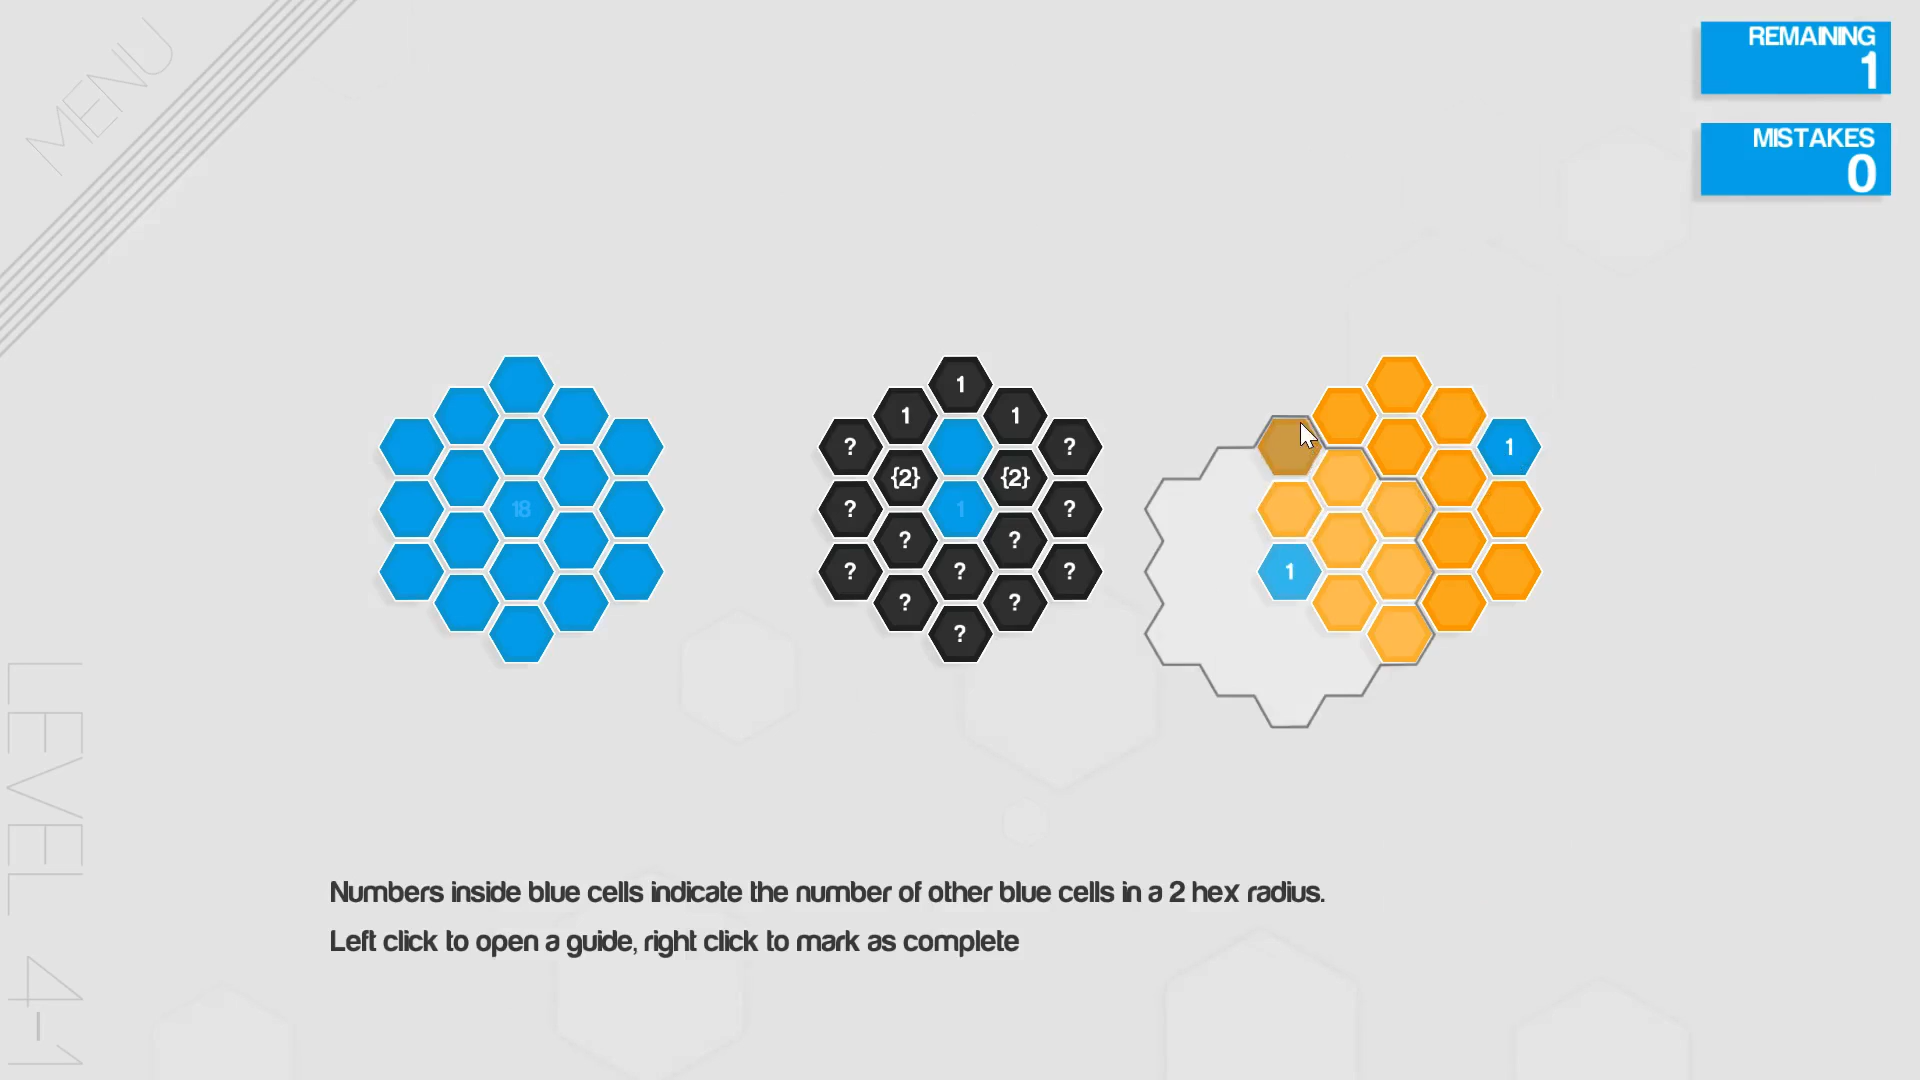 MENU
REMAINING
1
MISTAKES
0
1
1 1
? ? 1
{2} {2}
18 ? 1 ?
? ?
? ? ? 1
? ?
?
LEVEL 4-1
Numbers inside blue cells indicate the number of other blue cells in a 2 hex radius.
Left click to open a guide, right click to mark as complete